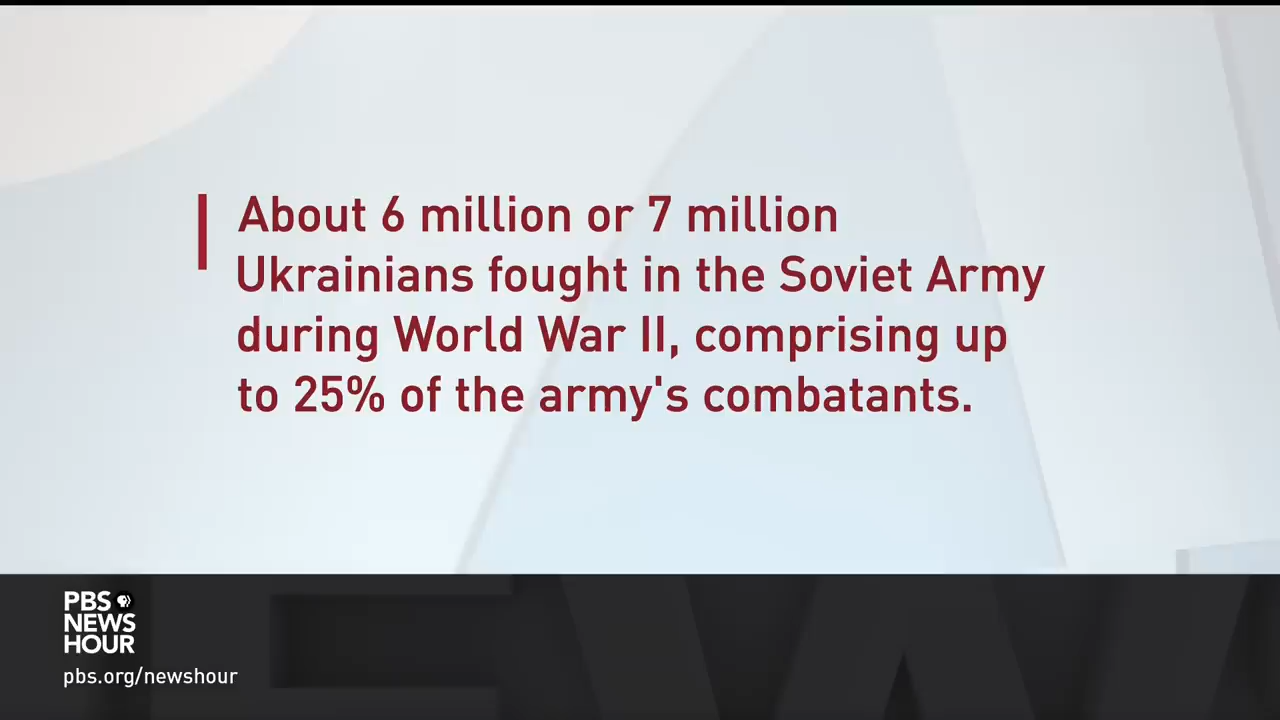 About 6 million or 7 million
Ukrainians fought in the Soviet Army
during World War II, comprising up
to 25% of the army's combatants.
PBS
NEWS
HOUR
pbs.org/newshour